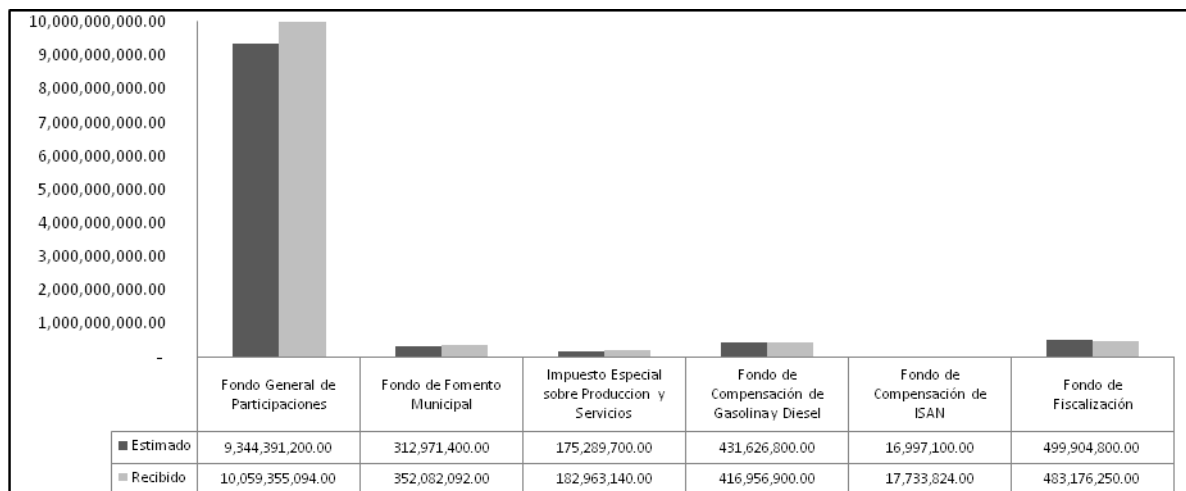 10,000,000,000.00
9,000,000,000.00
8,000,000,000.00
7,000,000,000.00
6,000,000,000.00
5,000,000,000.00
4,000,000,000.00
3,000,000,000.00
2,000,000,000.00
1,000,000,000.00
-
Fondo General de
Participaciones
Fondo de Fomento
Municipal
Impuesto Especial
sobre Produccion y
Servicios
Fondo de
Compensación de
Gasolina y Diesel
Fondo de
Compensación de
ISAN
Fondo de
Fiscalización
Estimado 9,344,391,200.00 312,971,400.00 175,289,700.00 431,626,800.00 16,997,100.00 499,904,800.00
Recibido 10,059,355,094.00 352,082,092.00 182,963,140.00 416,956,900.00 17,733,824.00 483,176,250.00